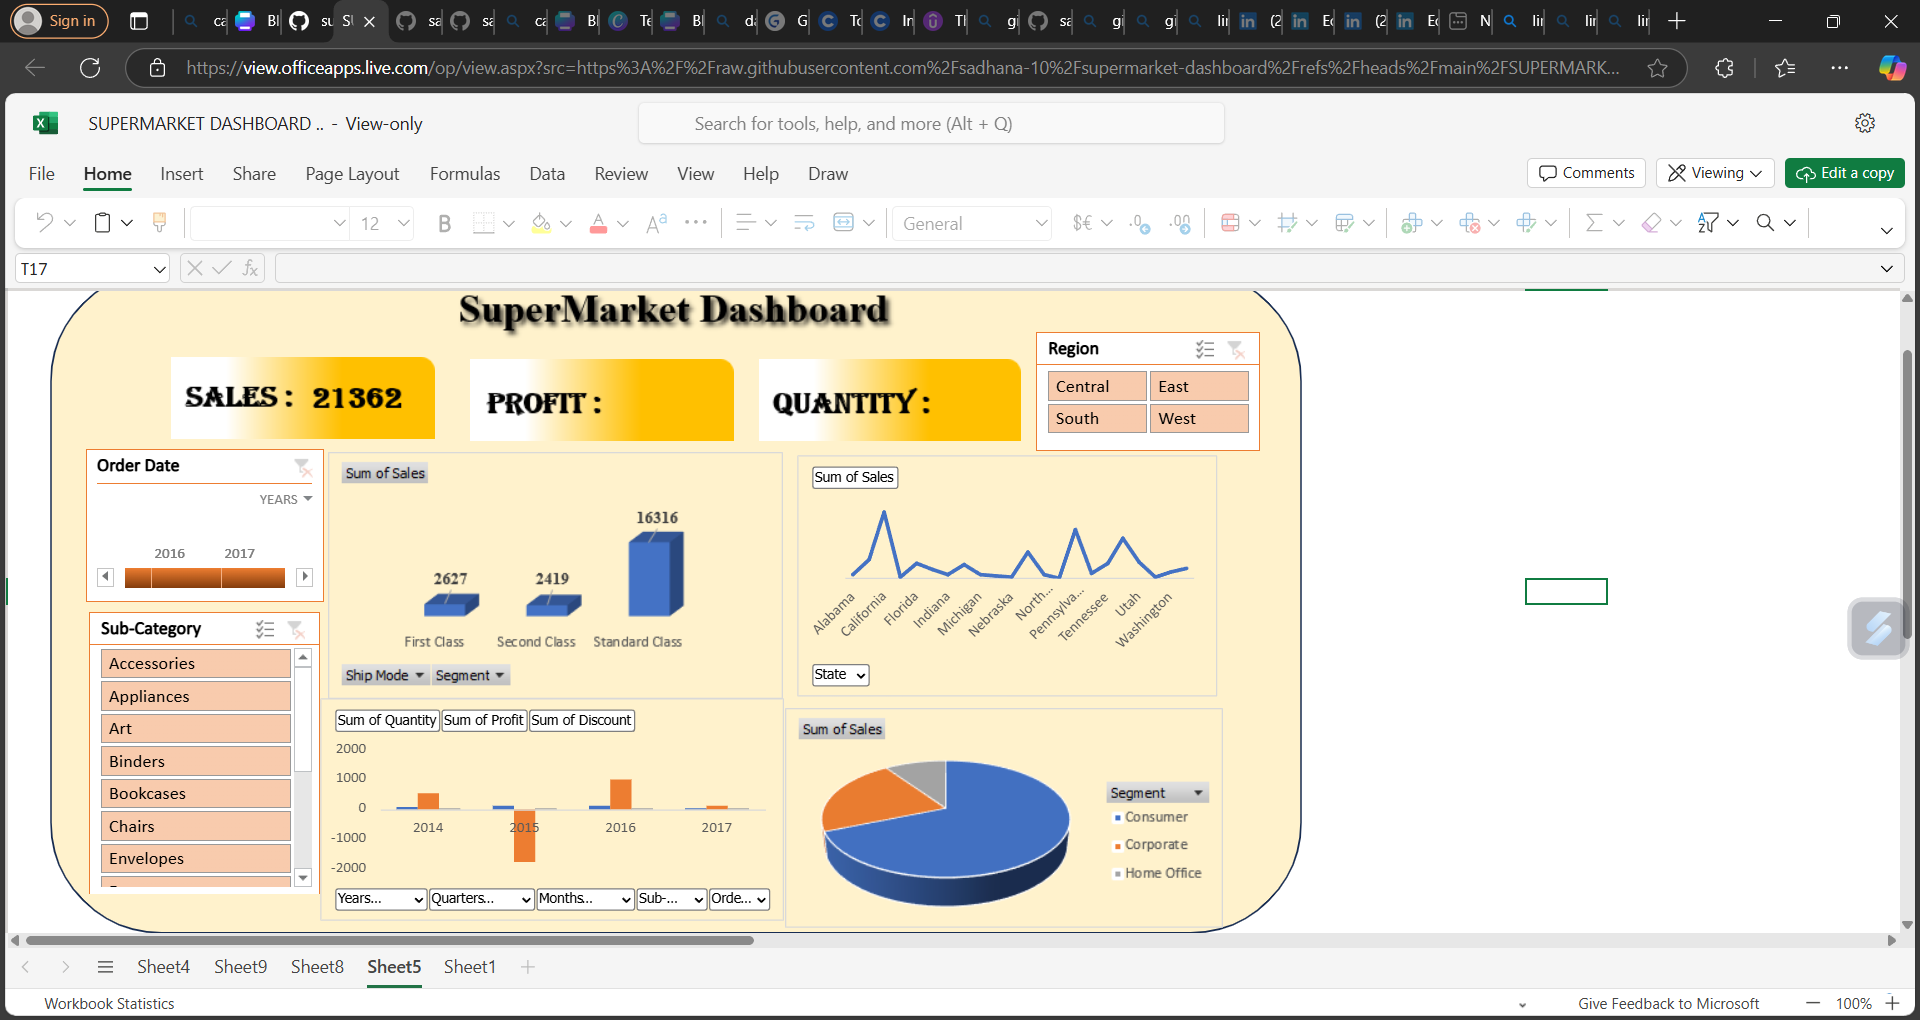 Sign in
https://view.officeapps.live.com/op/view.aspx?src=https%3A%2F%2Fraw.githubusercontent.com%2Fsadhana-10%2Fsupermarket-dashboard%2Frefs%2Fheads%2Fmain%2FSUPERMARK...
SUPERMARKET DASHBOARD .. - View-only
Search for tools, help, and more (Alt + Q)
File Home Insert Share Page Layout Formulas Data Review View Help Draw
Comments Viewing Edit a copy
12 B General
T17
SuperMarket Dashboard
SALES : 21362
PROFIT :
QUANTITY :
Region
Central East
South West
Order Date
YEARS
2016 2017
Sub-Category
Accessories
Appliances
Art
Binders
Bookcases
Chairs
Envelopes
Sum of Sales
16316
2627
2419
First Class Second Class Standard Class
Ship Mode Segment
Sum of Sales
Alabama California Florida Indiana Michigan Nebraska North... Pennsylva... Tennessee Utah Washington
State
Sum of Quantity Sum of Profit Sum of Discount
2000
1000
0
-1000
-2000
2014 2015 2016 2017
Years... Quarters... Months... Sub-... Orde...
Sum of Sales
Segment
Consumer
Corporate
Home Office
Sheet4 Sheet9 Sheet8 Sheet5 Sheet1
Workbook Statistics
Give Feedback to Microsoft
100%